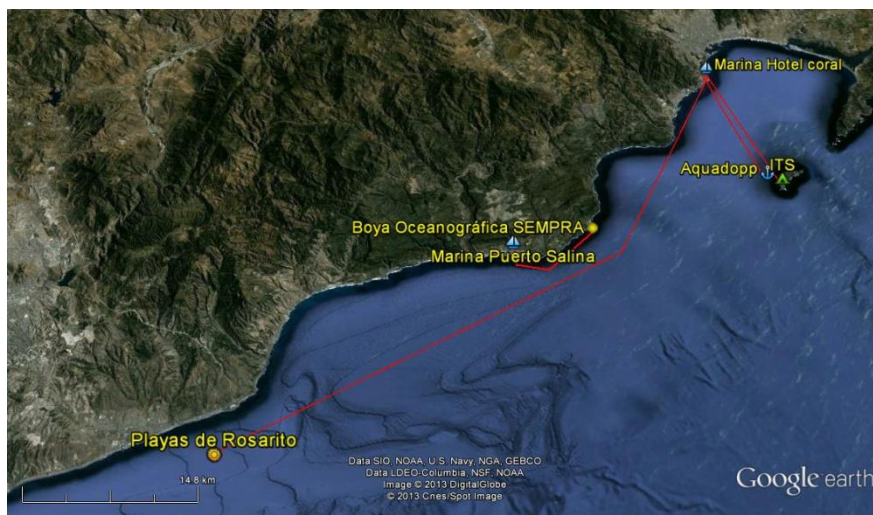 Marina Hotel coral
Aquadopp
ITS
Boya Oceanográfica SEMPRA
Marina Puerto Salina
Playas de Rosarito
14.8 km
Data SIO, NOAA, U.S. Navy, NGA, GEBCO
Data LDEO-Columbia, NSF, NOAA
Image © 2013 DigitalGlobe
© 2013 Cnes/Spot Image
Google earth